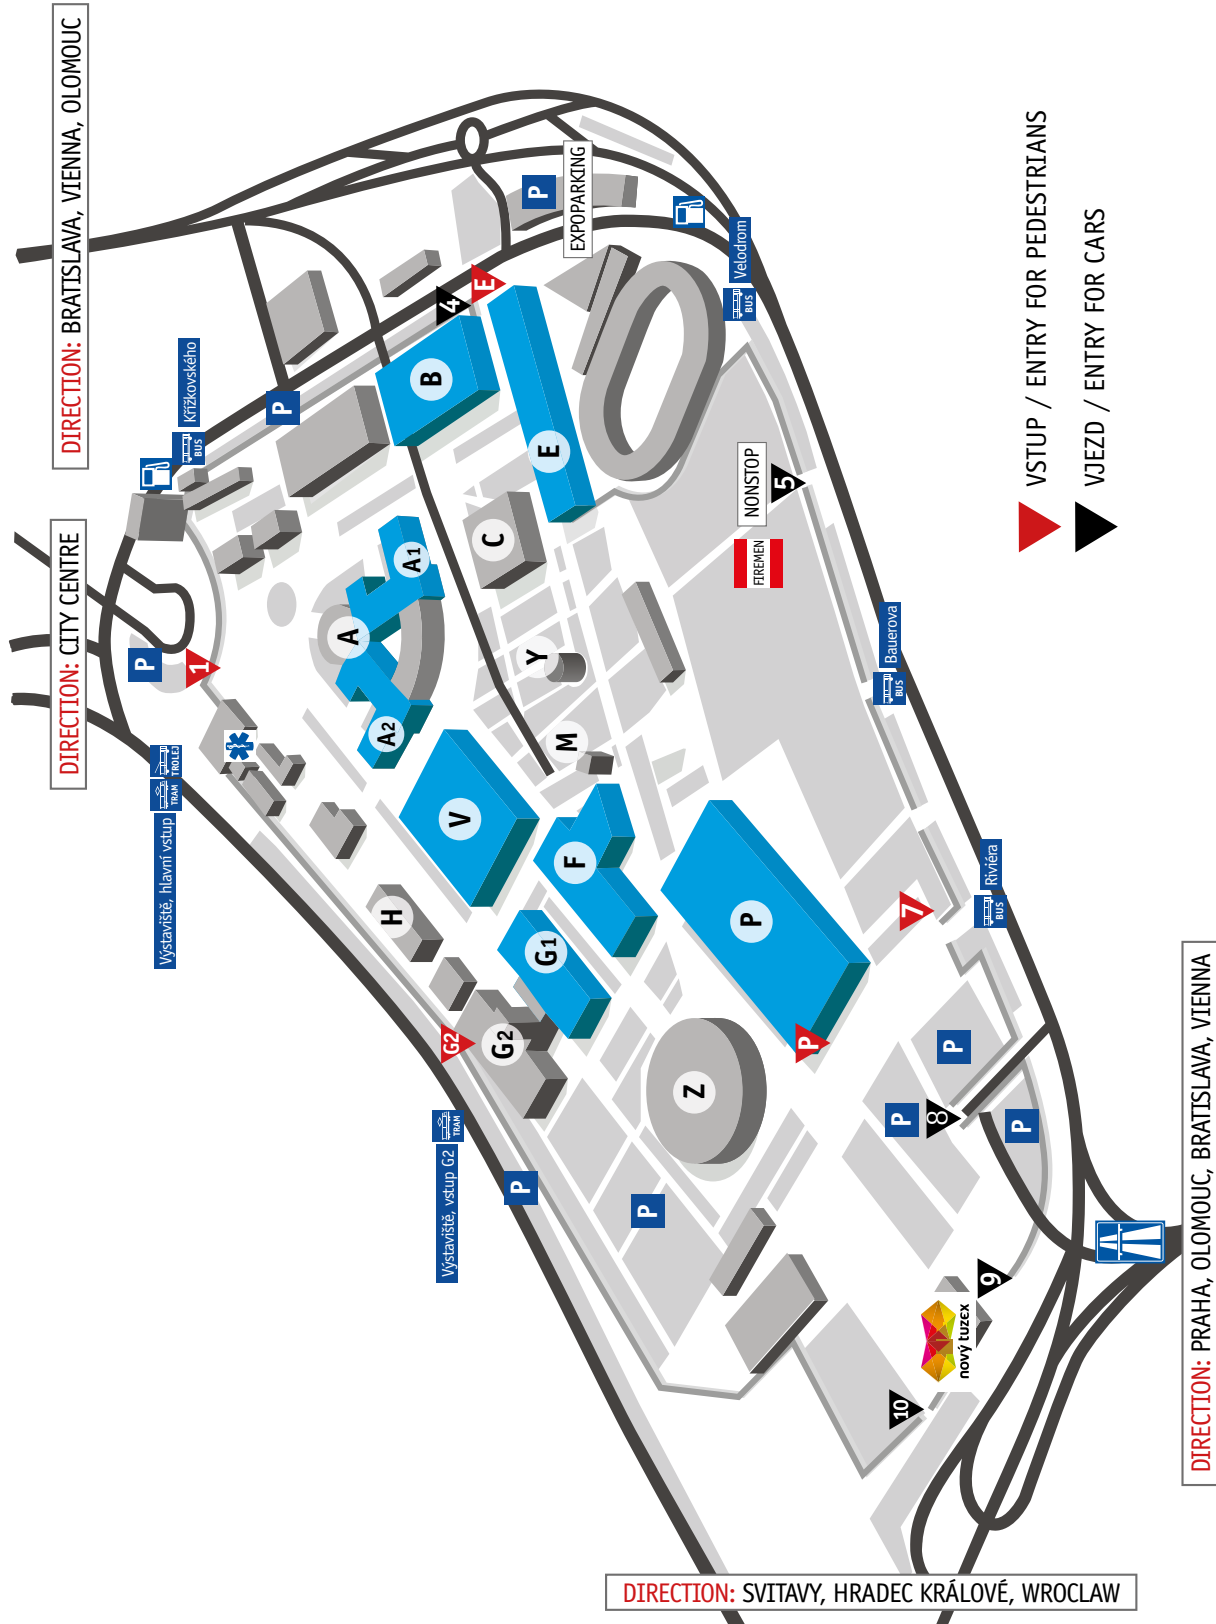 DIRECTION: BRATISLAVA, VIENNA, OLOMOUC
DIRECTION: CITY CENTRE
DIRECTION: PRAHA, OLOMOUC, BRATISLAVA, VIENNA
DIRECTION: SVITAVY, HRADEC KRÁLOVÉ, WROCLAW
VSTUP / ENTRY FOR PEDESTRIANS
VJEZD / ENTRY FOR CARS
Křížkovského
BUS
P
P
1
TROLEJ
TRAM
Výstaviště, hlavní vstup
TRAM
Výstaviště, vstup G2
P
P
G2
G2
H
G1
F
V
A2
A
A1
B
4
E
E
P
EXPOPARKING
Velodrom
BUS
C
Y
M
NONSTOP
5
FIREMEN
Bauerova
BUS
P
P
Z
7
Riviéra
BUS
P
P
8
P
9
nový tuzex
10